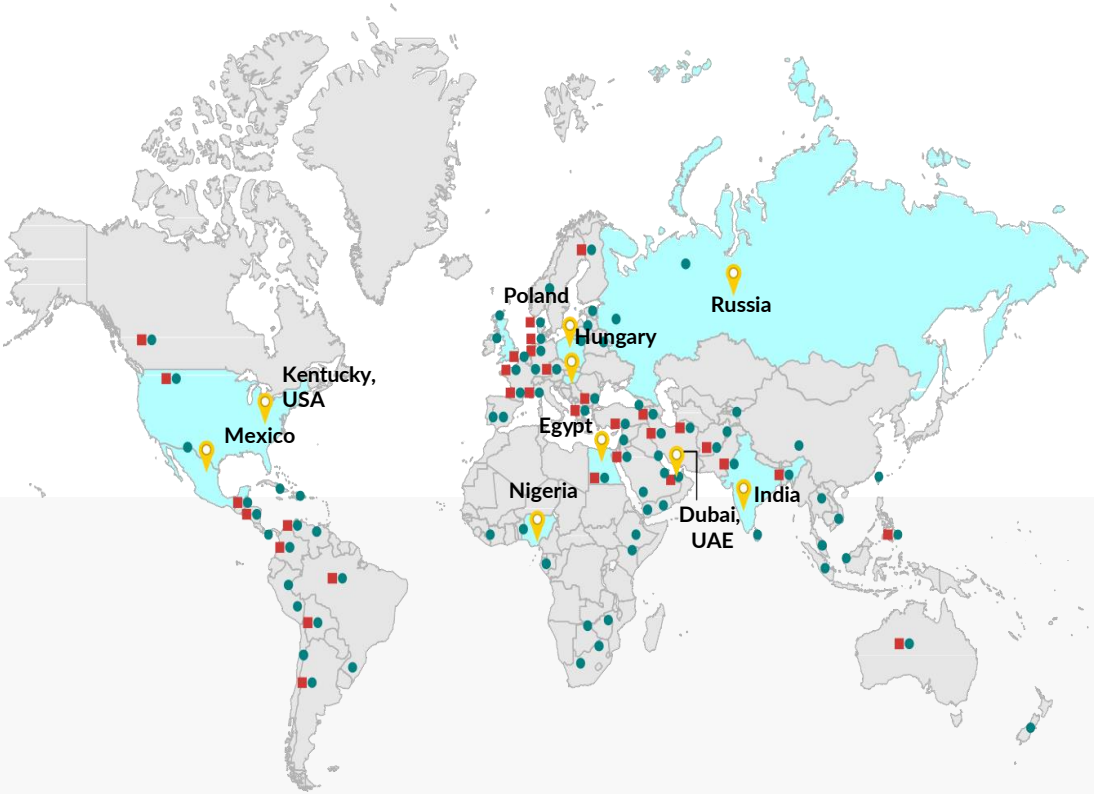 Poland
Hungary
Russia
Kentucky,
USA
Mexico
Egypt
Nigeria
India
Dubai,
UAE